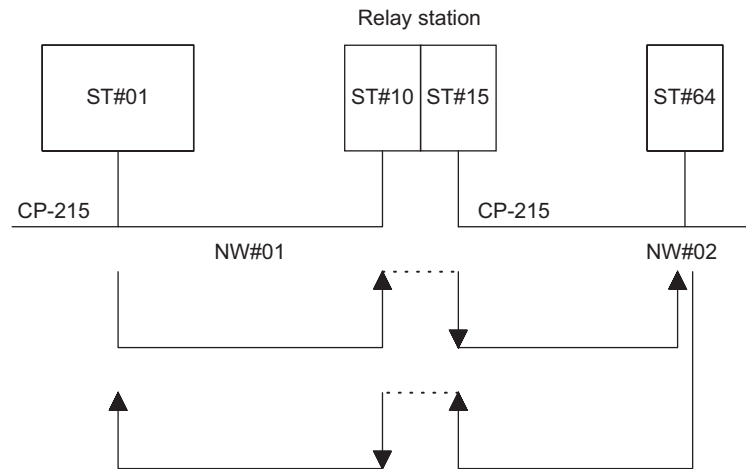 Relay station
ST#01
ST#10
ST#15
ST#64
CP-215
CP-215
NW#01
NW#02